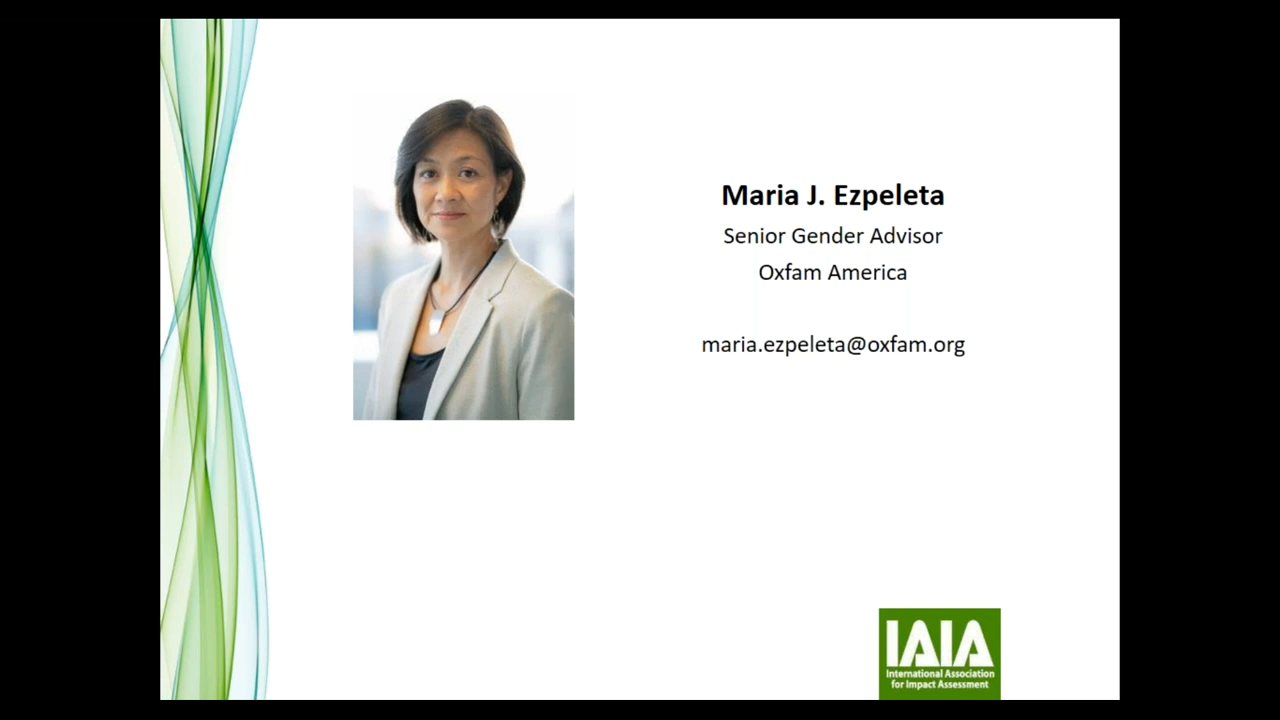 Maria J. Ezpeleta
Senior Gender Advisor
Oxfam America
maria.ezpeleta@oxfam.org
IAIA
International Association
for Impact Assessment